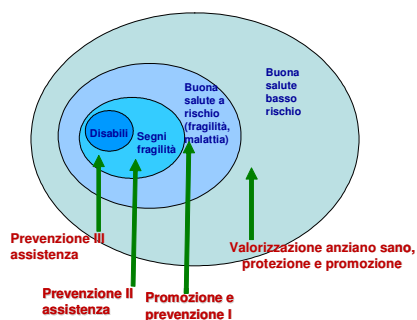 Buona
salute a
rischio
(fragilità,
malattia)
Buona
salute
basso
rischio
Disabili
Segni
fragilità
Prevenzione III
assistenza
Valorizzazione anziano sano,
protezione e promozione
Prevenzione II
assistenza
Promozione e
prevenzione I